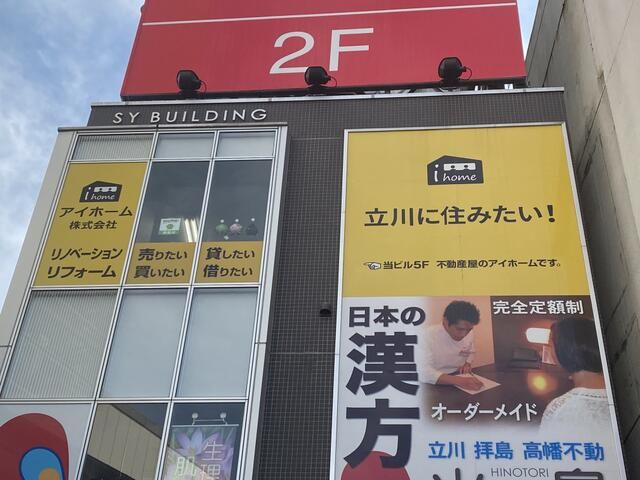 2F
SY BUILDING
i home
アイホーム
株式会社
リノベーション
リフォーム
売りたい
買いたい
貸したい
借りたい
i home
立川に住みたい!
当ビル5F 不動産屋のアイホームです。
日本の
漢方
完全定額制
オーダーメイド
立川 拝島 高幡不動
HINOTORI
生理
肌